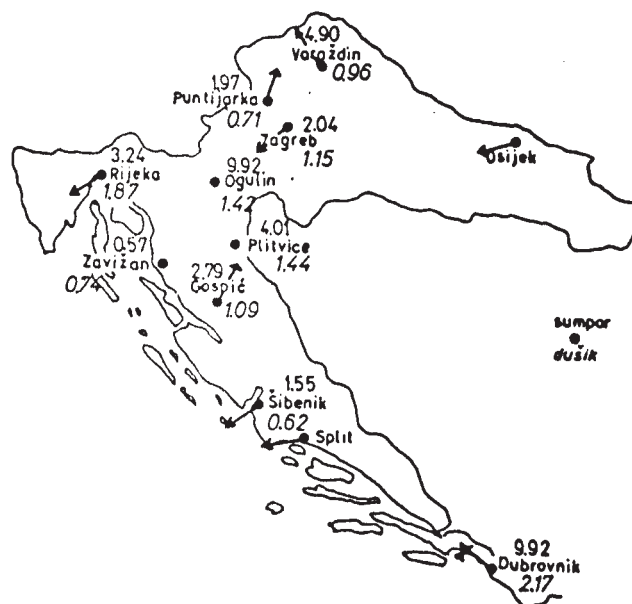 4.90
Varaždin
0.96
1.97
Puntijarka
0.71
2.04
Zagreb
1.15
Osijek
3.24
Rijeka
1.87
9.92
Ogulin
1.42
4.01
Plitvice
1.44
0.57
Zavižan
0.74
2.79
Gospić
1.09
sumpor
dušik
1.55
Šibenik
0.62
Split
9.92
Dubrovnik
2.17